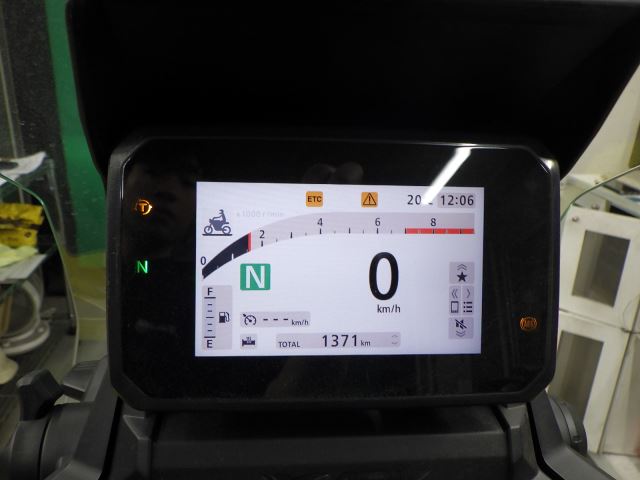 ETC
12:06
x1000 r/min
0 2 4 6 8
N
N
0
km/h
F
E
--- km/h
TOTAL 1371 km